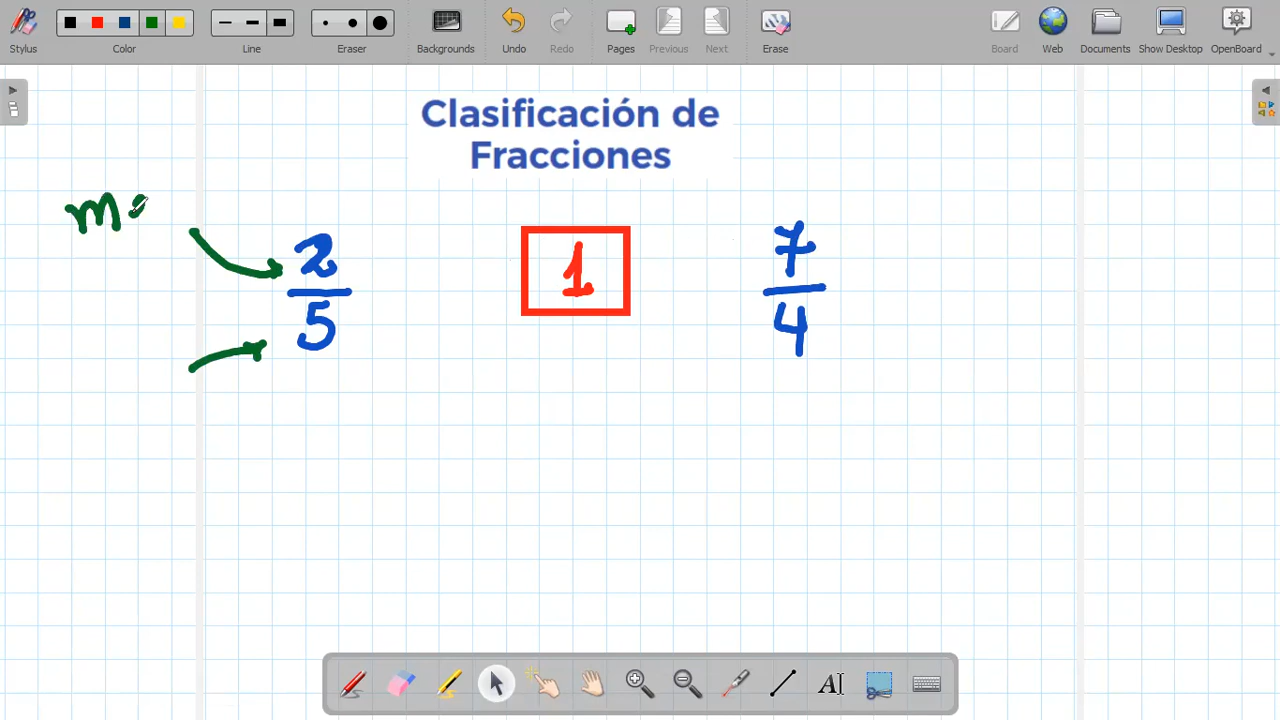 Stylus
Color
Line
Eraser
Backgrounds
Undo
Redo
Pages
Previous
Next
Erase
Board
Web
Documents
Show Desktop
OpenBoard
Clasificación de
Fracciones
2
5
1
7
4